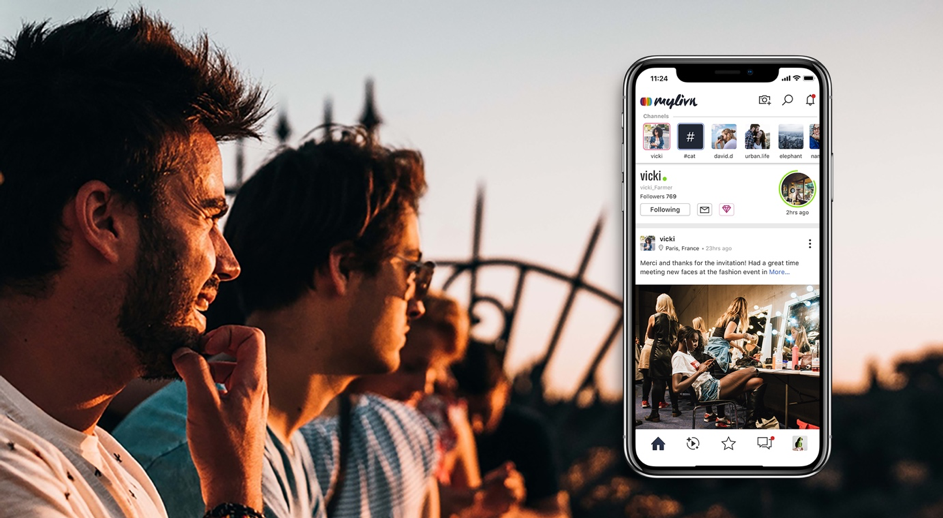 11:24
mylivn
Channels
vicki
#
#cat
david.d
urban.life
elephant
nan
vicki
vicki_Farmer
Followers 769
Following
2hrs ago
vicki
Paris, France • 23hrs ago
Merci and thanks for the invitation! Had a great time
meeting new faces at the fashion event in More...